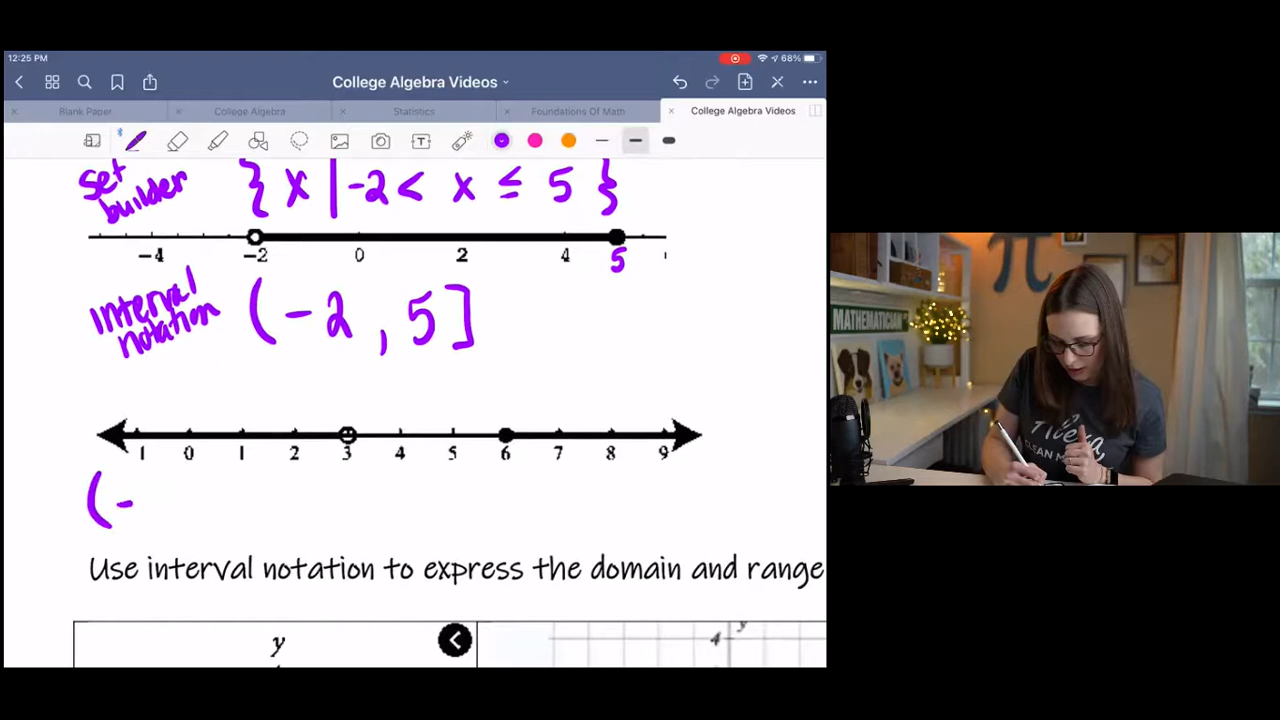 12:25 PM 68%
College Algebra Videos
Blank Paper College Algebra Statistics Foundations Of Math College Algebra Videos
T
set builder { x | -2 < x ≤ 5 }
-4 -2 0 2 4 5
Interval notation (-2, 5]
1 0 1 2 3 4 5 6 7 8 9
(-
Use interval notation to express the domain and range
y
4 y
MATHEMATICIAN
CLEAN